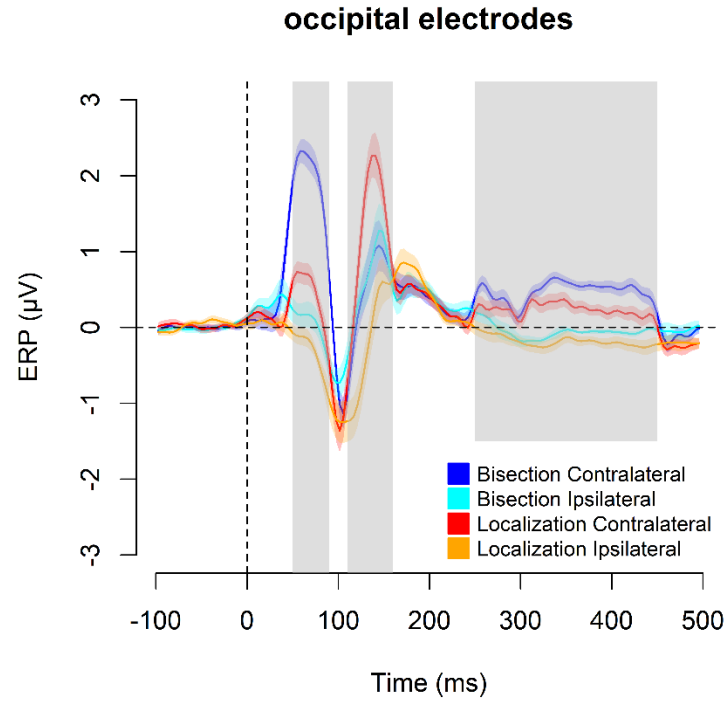 occipital electrodes
ERP (µV)
3
2
1
0
-1
-2
-3
Bisection Contralateral
Bisection Ipsilateral
Localization Contralateral
Localization Ipsilateral
-100 0 100 200 300 400 500
Time (ms)